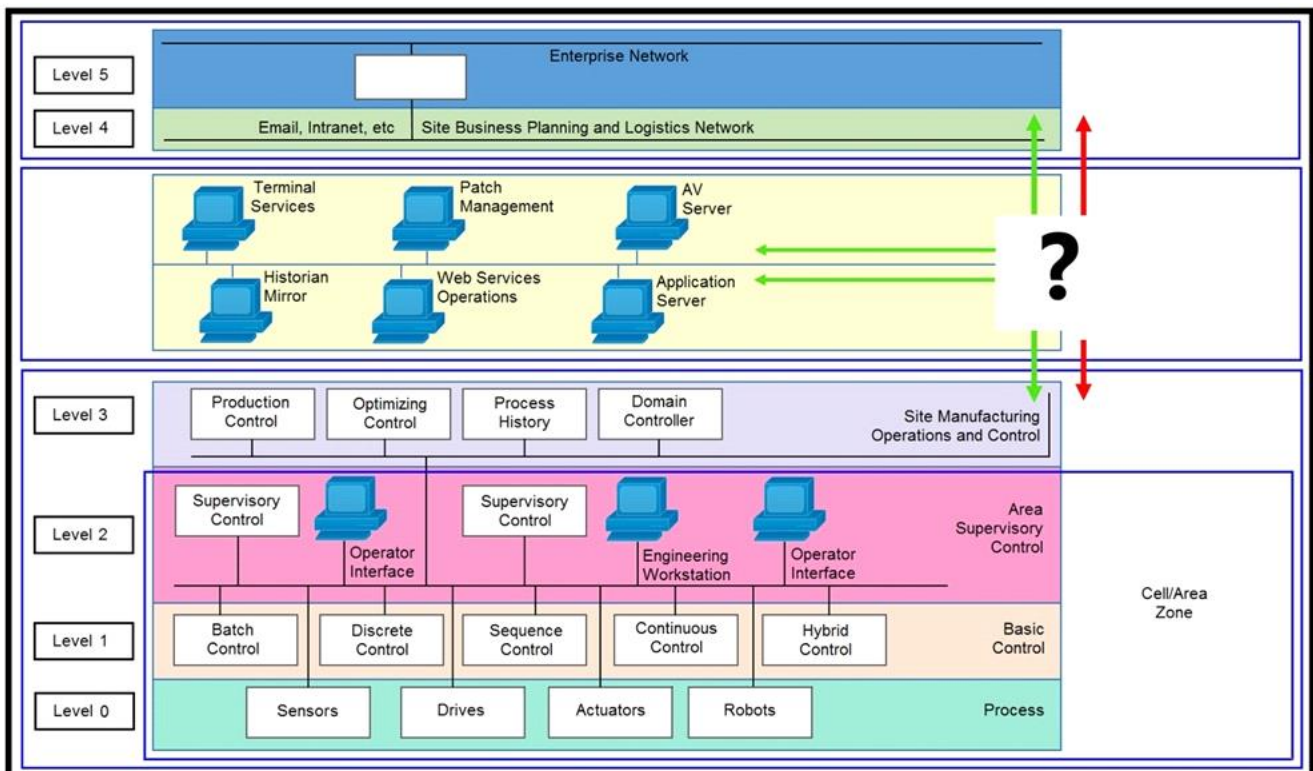 Level 5
Enterprise Network
Level 4
Email, Intranet, etc
Site Business Planning and Logistics Network
Terminal
Services
Patch
Management
AV
Server
?
Historian
Mirror
Web Services
Operations
Application
Server
Level 3
Production
Control
Optimizing
Control
Process
History
Domain
Controller
Site Manufacturing
Operations and Control
Level 2
Supervisory
Control
Operator
Interface
Supervisory
Control
Engineering
Workstation
Operator
Interface
Area
Supervisory
Control
Cell/Area
Zone
Level 1
Batch
Control
Discrete
Control
Sequence
Control
Continuous
Control
Hybrid
Control
Basic
Control
Level 0
Sensors
Drives
Actuators
Robots
Process